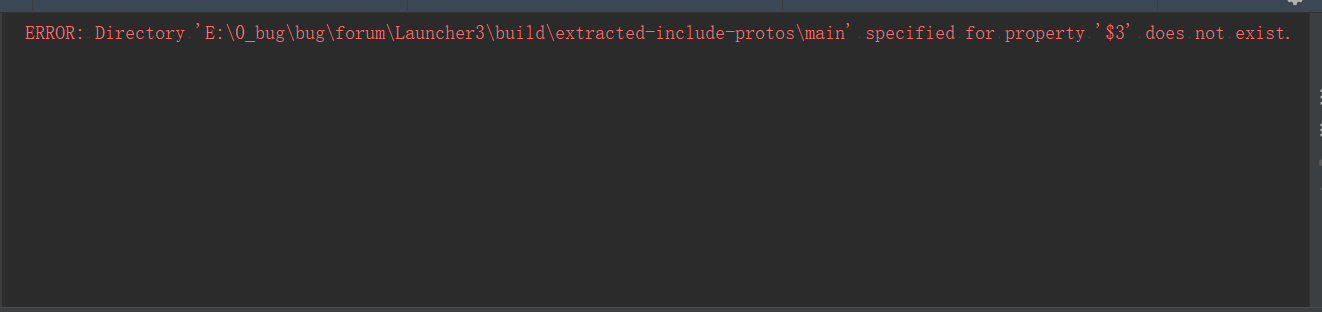 ERROR: Directory 'E:\0_bug\bug\forum\Launcher3\build\extracted-include-protos\main' specified for property '$3' does not exist.